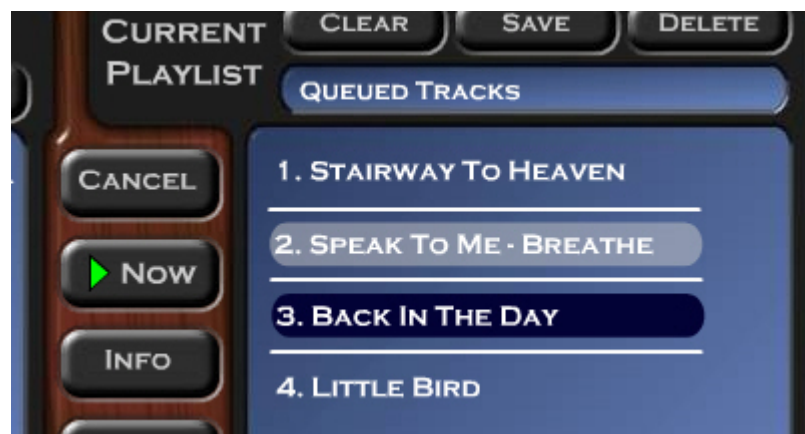 CURRENT PLAYLIST
CLEAR
SAVE
DELETE
QUEUED TRACKS
CANCEL
NOW
INFO
1. STAIRWAY TO HEAVEN
2. SPEAK TO ME - BREATHE
3. BACK IN THE DAY
4. LITTLE BIRD